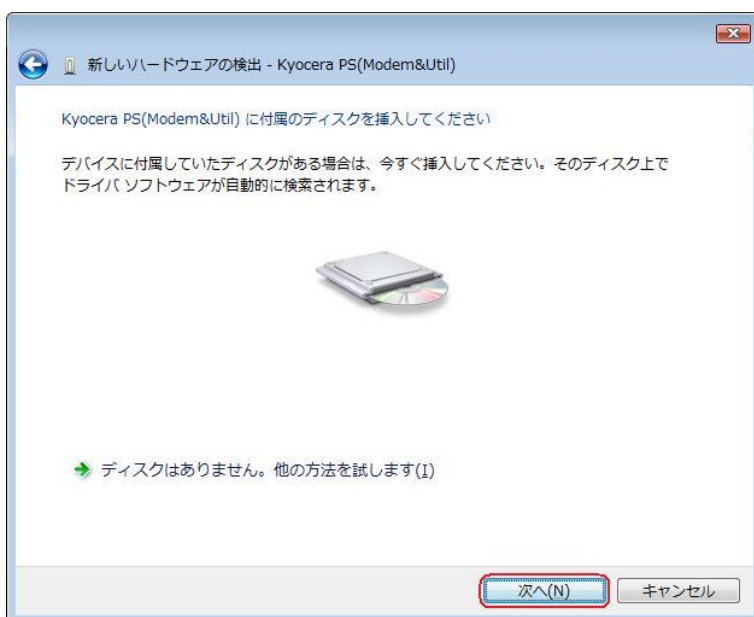 新しいハードウェアの検出 - Kyocera PS(Modem&Util)
Kyocera PS(Modem&Util) に付属のディスクを挿入してください
デバイスに付属していたディスクがある場合は、今すぐ挿入してください。そのディスク上で
ドライバ ソフトウェアが自動的に検索されます。
ディスクはありません。他の方法を試します(I)
次へ(N) キャンセル